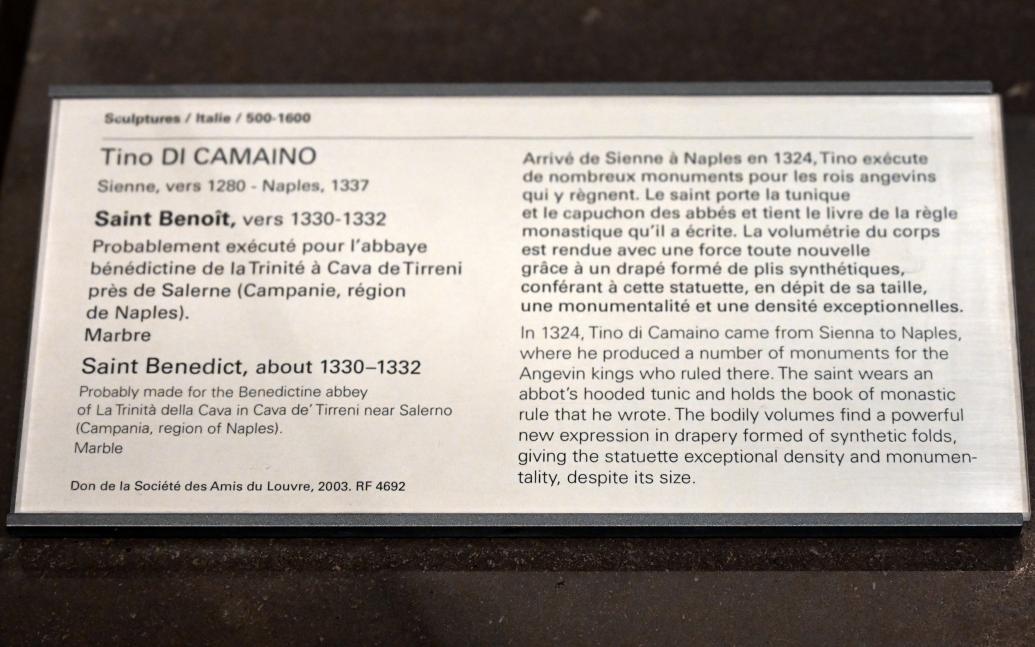 Sculptures / Italie / 500-1600
Tino DI CAMAINO
Sienne, vers 1280 - Naples, 1337
Saint Benoît, vers 1330-1332
Probablement exécuté pour l'abbaye
bénédictine de la Trinité à Cava de Tirreni
près de Salerne (Campanie, région
de Naples).
Marbre
Saint Benedict, about 1330–1332
Probably made for the Benedictine abbey
of La Trinità della Cava in Cava de' Tirreni near Salerno
(Campania, region of Naples).
Marble
Don de la Société des Amis du Louvre, 2003. RF 4692
Arrivé de Sienne à Naples en 1324, Tino exécute
de nombreux monuments pour les rois angevins
qui y règnent. Le saint porte la tunique
et le capuchon des abbés et tient le livre de la règle
monastique qu'il a écrite. La volumétrie du corps
est rendue avec une force toute nouvelle
grâce à un drapé formé de plis synthétiques,
conférant à cette statuette, en dépit de sa taille,
une monumentalité et une densité exceptionnelles.
In 1324, Tino di Camaino came from Sienna to Naples,
where he produced a number of monuments for the
Angevin kings who ruled there. The saint wears an
abbot's hooded tunic and holds the book of monastic
rule that he wrote. The bodily volumes find a powerful
new expression in drapery formed of synthetic folds,
giving the statuette exceptional density and monumen-
tality, despite its size.